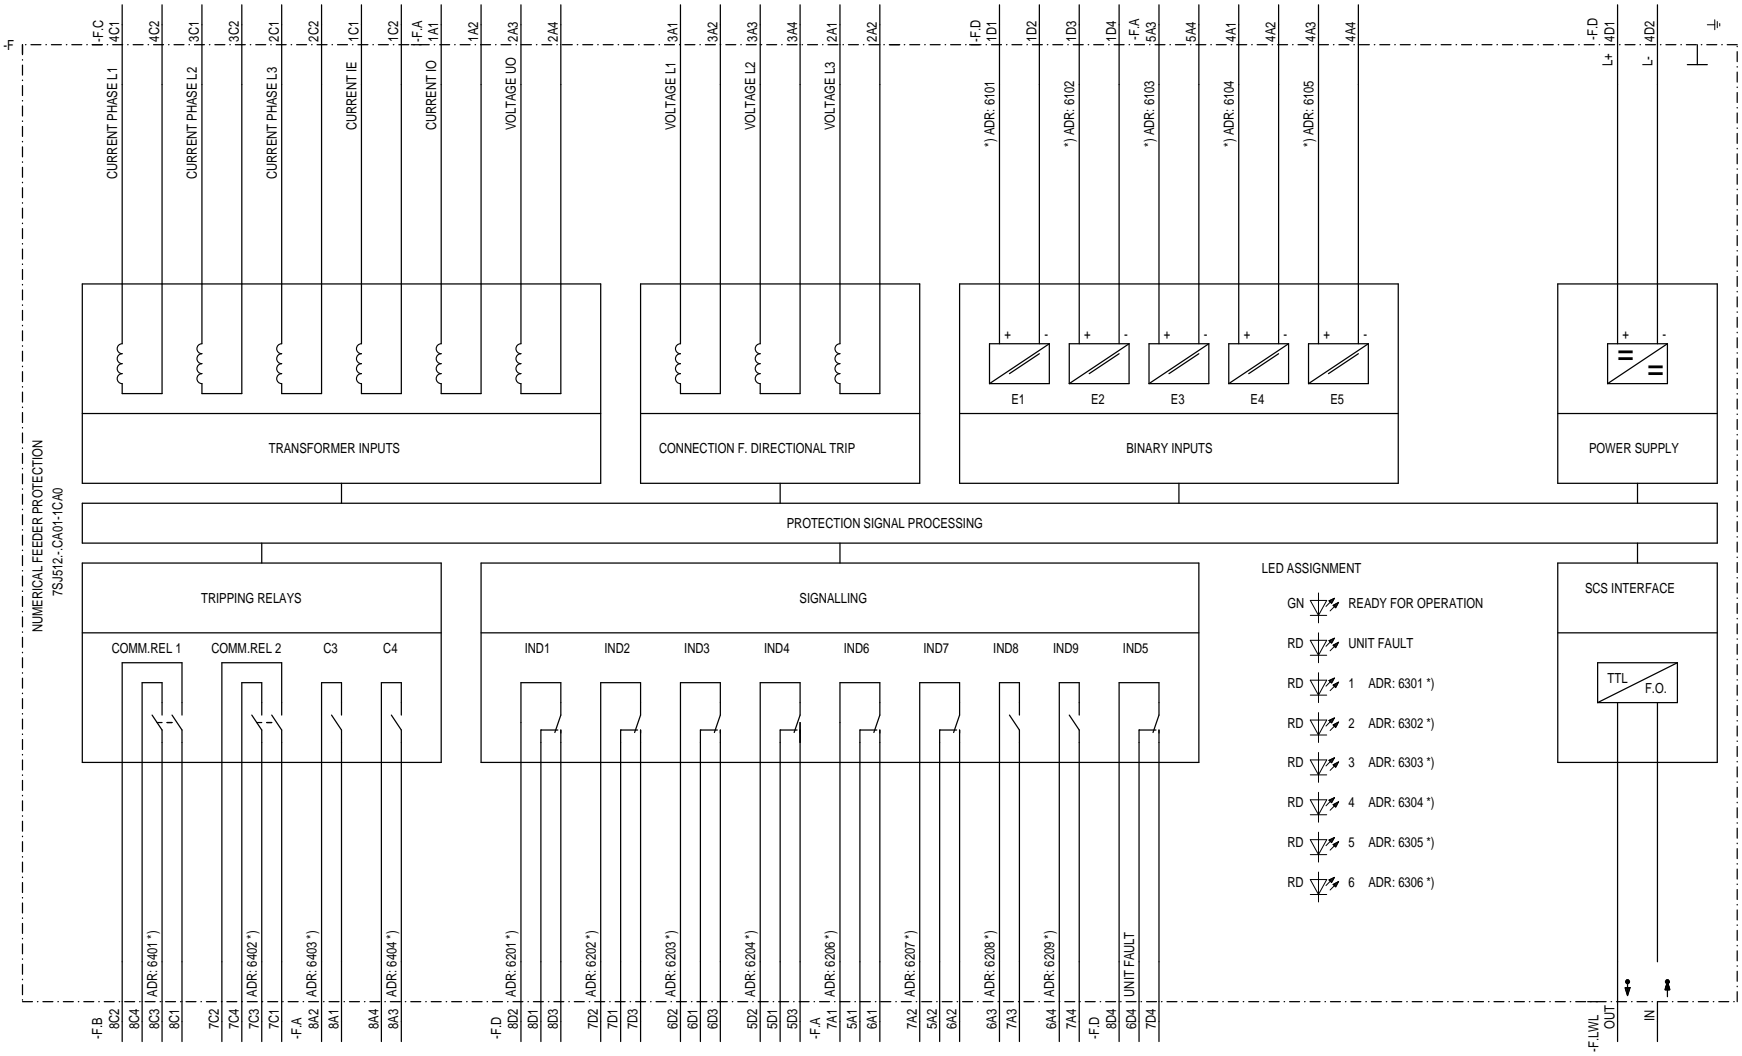 -F
-F.C
4C1
4C2
3C1
3C2
2C1
2C2
1C1
1C2
-F.A
1A1
1A2
2A3
2A4
3A1
3A2
3A3
3A4
2A1
2A2
-F.D
1D1
1D2
1D3
1D4
-F.A
5A3
5A4
4A1
4A2
4A3
4A4
-F.D
4D1
4D2
CURRENT PHASE L1
CURRENT PHASE L2
CURRENT PHASE L3
CURRENT IE
CURRENT IO
VOLTAGE UO
VOLTAGE L1
VOLTAGE L2
VOLTAGE L3
*) ADR: 6101
*) ADR: 6102
*) ADR: 6103
*) ADR: 6104
*) ADR: 6105
L+
L-
+ -
+ -
+ -
+ -
+ -
+ -
E1
E2
E3
E4
E5
TRANSFORMER INPUTS
CONNECTION F. DIRECTIONAL TRIP
BINARY INPUTS
POWER SUPPLY
NUMERICAL FEEDER PROTECTION
7SJ512.-.CA01-1CA0
PROTECTION SIGNAL PROCESSING
TRIPPING RELAYS
COMM.REL 1
COMM.REL 2
C3
C4
SIGNALLING
IND1
IND2
IND3
IND4
IND6
IND7
IND8
IND9
IND5
LED ASSIGNMENT
GN READY FOR OPERATION
RD UNIT FAULT
RD 1 ADR: 6301 *)
RD 2 ADR: 6302 *)
RD 3 ADR: 6303 *)
RD 4 ADR: 6304 *)
RD 5 ADR: 6305 *)
RD 6 ADR: 6306 *)
SCS INTERFACE
TTL
F.O.
ADR: 6401 *)
ADR: 6402 *)
ADR: 6403 *)
ADR: 6404 *)
ADR: 6201 *)
ADR: 6202 *)
ADR: 6203 *)
ADR: 6204 *)
ADR: 6206 *)
ADR: 6207 *)
ADR: 6208 *)
ADR: 6209 *)
UNIT FAULT
-F.B
8C2
8C4
8C3
8C1
7C2
7C4
7C3
7C1
-F.A
8A2
8A1
8A4
8A3
-F.D
8D2
8D1
8D3
7D2
7D1
7D3
6D2
6D1
6D3
5D2
5D1
5D3
-F.A
7A1
5A1
6A1
7A2
5A2
6A2
6A3
7A3
6A4
7A4
-F.D
8D4
6D4
7D4
-F.LWL
OUT
IN